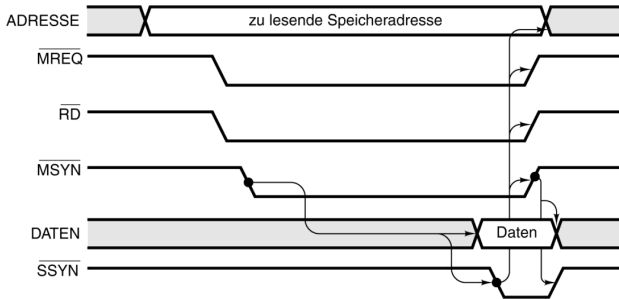 ADRESSE zu lesende Speicheradresse
MREQ
RD
MSYN
DATEN Daten
SSYN